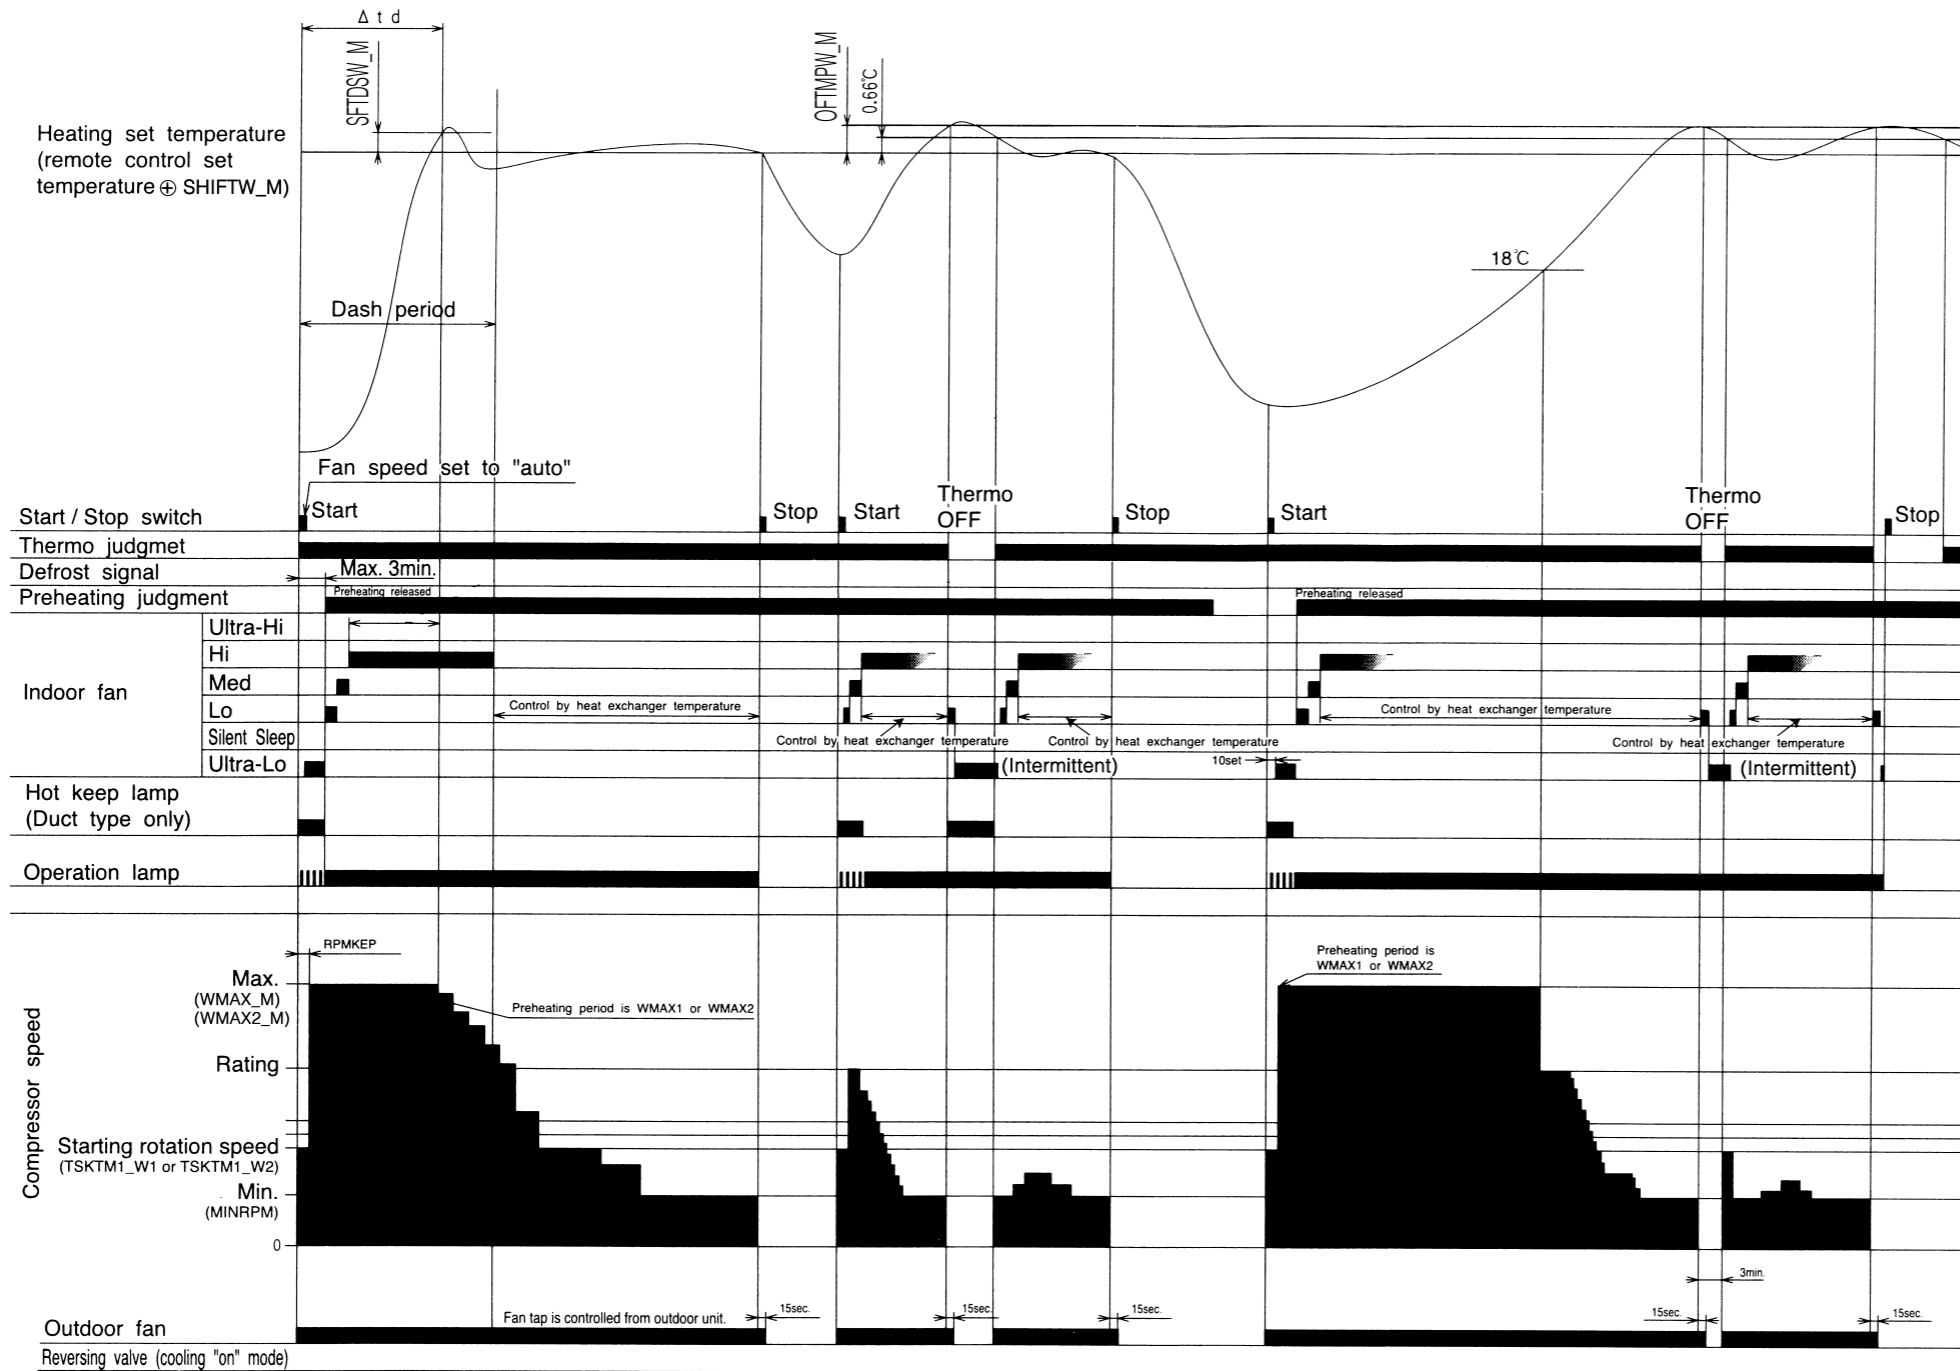 Δ t d
SFTDSW_M
OFTMPW_M
0.66℃
Heating set temperature
(remote control set
temperature ⊕ SHIFTW_M)
18℃
Dash period
Fan speed set to "auto"
Start / Stop switch
Start
Stop
Start
Thermo
OFF
Stop
Start
Thermo
OFF
Stop
Thermo judgmet
Defrost signal
Max. 3min.
Preheating judgment
Preheating released
Preheating released
Indoor fan
Ultra-Hi
Hi
Med
Lo
Control by heat exchanger temperature
Control by heat exchanger temperature
Silent Sleep
Control by heat exchanger temperature
Control by heat exchanger temperature
Control by heat exchanger temperature
Ultra-Lo
(Intermittent)
10set
(Intermittent)
Hot keep lamp
(Duct type only)
Operation lamp
Compressor speed
RPMKEP
Preheating period is
WMAX1 or WMAX2
Max.
(WMAX_M)
(WMAX2_M)
Preheating period is WMAX1 or WMAX2
Rating
Starting rotation speed
(TSKTM1_W1 or TSKTM1_W2)
Min.
(MINRPM)
0
3min.
Fan tap is controlled from outdoor unit.
15sec.
15sec.
15sec.
15sec.
15sec.
Outdoor fan
Reversing valve (cooling "on" mode)